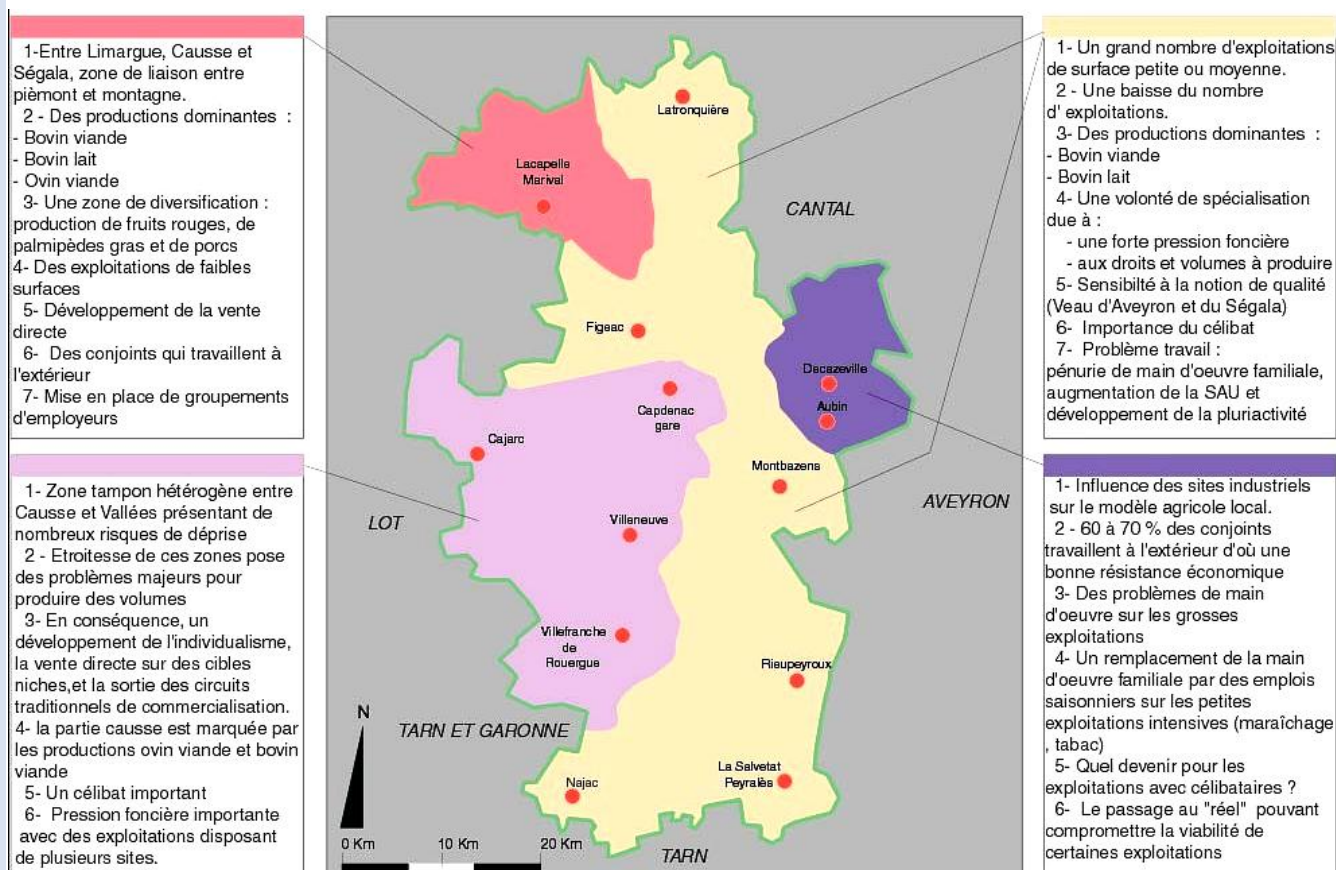 1-Entre Limargue, Causse et
Ségala, zone de liaison entre
pièmont et montagne.
2 - Des productions dominantes :
- Bovin viande
- Bovin lait
- Ovin viande
3- Une zone de diversification :
production de fruits rouges, de
palmipèdes gras et de porcs
4- Des exploitations de faibles
surfaces
5- Développement de la vente
directe
6- Des conjoints qui travaillent à
l'extérieur
7- Mise en place de groupements
d'employeurs
1- Zone tampon hétérogène entre
Causse et Vallées présentant de
nombreux risques de déprise
2 - Etroitesse de ces zones pose
des problèmes majeurs pour
produire des volumes
3- En conséquence, un
développement de l'individualisme,
la vente directe sur des cibles
niches,et la sortie des circuits
traditionnels de commercialisation.
4- la partie causse est marquée par
les productions ovin viande et bovin
viande
5- Un célibat important
6- Pression foncière importante
avec des exploitations disposant
de plusieurs sites.
Latronquière
Lacapelle
Marival
CANTAL
Figeac
Decazeville
Aubin
Capdenac
gare
Cajarc
Montbazens
AVEYRON
LOT
Villeneuve
Villefranche
de
Rouergue
Rieupeyroux
N
TARN ET GARONNE
Najac
La Salvetat
Peyralès
0 Km
10 Km
20 Km
TARN
1- Un grand nombre d'exploitations
de surface petite ou moyenne.
2 - Une baisse du nombre
d' exploitations.
3- Des productions dominantes :
- Bovin viande
- Bovin lait
4- Une volonté de spécialisation
due à :
- une forte pression foncière
- aux droits et volumes à produire
5- Sensibilté à la notion de qualité
(Veau d'Aveyron et du Ségala)
6- Importance du célibat
7- Problème travail :
pénurie de main d'oeuvre familiale,
augmentation de la SAU et
développement de la pluriactivité
1- Influence des sites industriels
sur le modèle agricole local.
2 - 60 à 70 % des conjoints
travaillent à l'extérieur d'où une
bonne résistance économique
3- Des problèmes de main
d'oeuvre sur les grosses
exploitations
4- Un remplacement de la main
d'oeuvre familiale par des emplois
saisonniers sur les petites
exploitations intensives (maraîchage
, tabac)
5- Quel devenir pour les
exploitations avec célibataires ?
6- Le passage au "réel" pouvant
compromettre la viabilité de
certaines exploitations